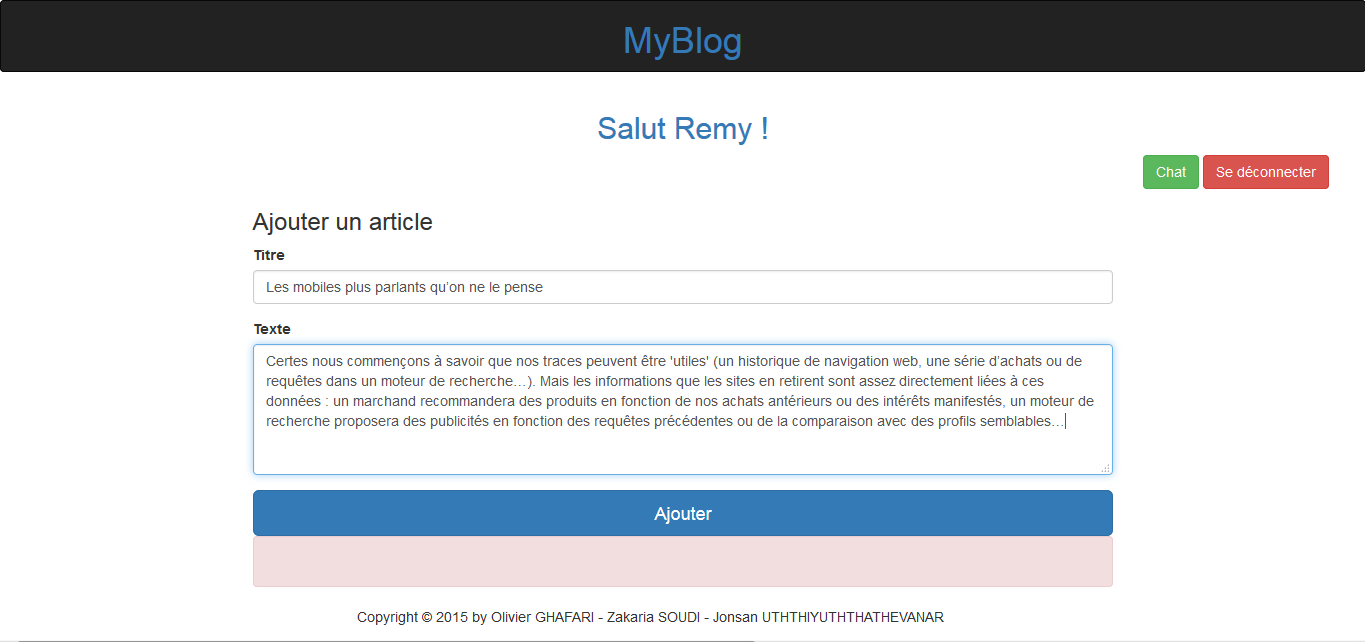 MyBlog
Salut Remy !
Chat Se déconnecter
Ajouter un article
Titre
Les mobiles plus parlants qu’on ne le pense
Texte
Certes nous commençons à savoir que nos traces peuvent être 'utiles' (un historique de navigation web, une série d’achats ou de
requêtes dans un moteur de recherche…). Mais les informations que les sites en retirent sont assez directement liées à ces
données : un marchand recommandera des produits en fonction de nos achats antérieurs ou des intérêts manifestés, un moteur de
recherche proposera des publicités en fonction des requêtes précédentes ou de la comparaison avec des profils semblables…
Ajouter
Copyright © 2015 by Olivier GHAFARI - Zakaria SOUDI - Jonsan UTHTHIYUTHTHATHEVANAR